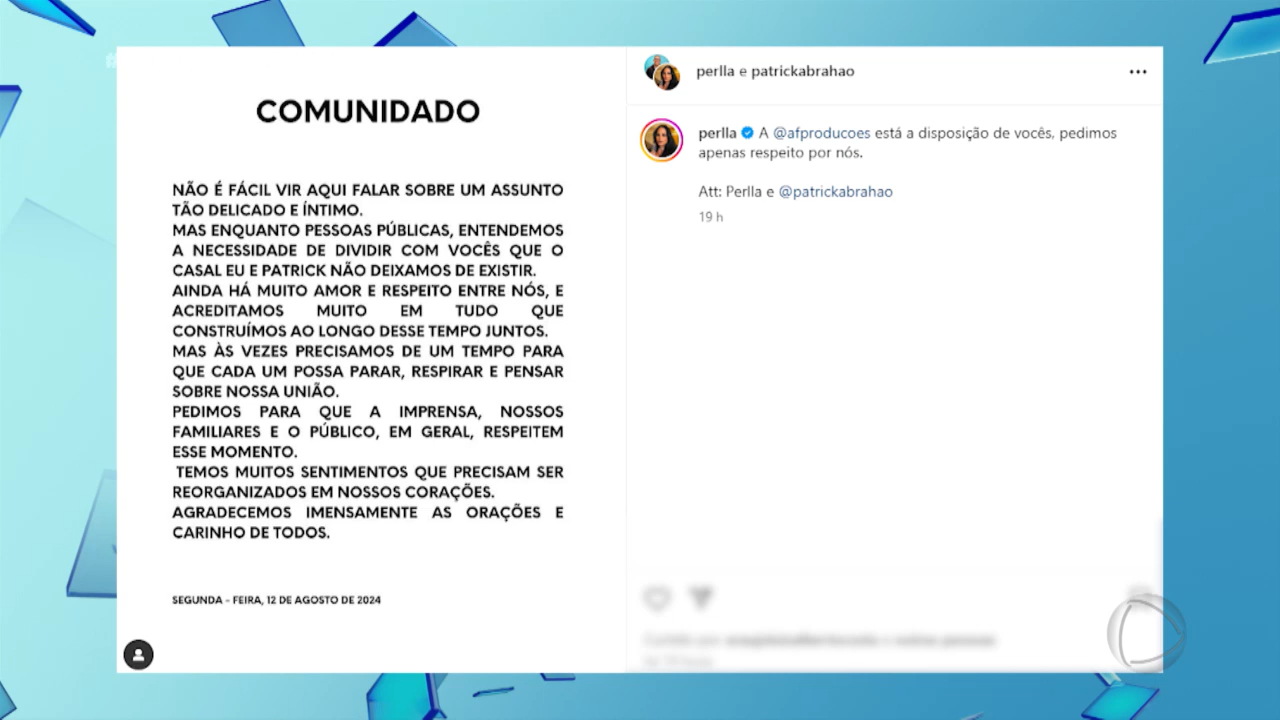 COMUNIDADO
NÃO É FÁCIL VIR AQUI FALAR SOBRE UM ASSUNTO
TÃO DELICADO E ÍNTIMO.
MAS ENQUANTO PESSOAS PÚBLICAS, ENTENDEMOS
A NECESSIDADE DE DIVIDIR COM VOCÊS QUE O
CASAL EU E PATRICK NÃO DEIXAMOS DE EXISTIR.
AINDA HÁ MUITO AMOR E RESPEITO ENTRE NÓS, E
ACREDITAMOS MUITO EM TUDO QUE
CONSTRUÍMOS AO LONGO DESSE TEMPO JUNTOS.
MAS ÀS VEZES PRECISAMOS DE UM TEMPO PARA
QUE CADA UM POSSA PARAR, RESPIRAR E PENSAR
SOBRE NOSSA UNIÃO.
PEDIMOS PARA QUE A IMPRENSA, NOSSOS
FAMILIARES E O PÚBLICO, EM GERAL, RESPEITEM
ESSE MOMENTO.
TEMOS MUITOS SENTIMENTOS QUE PRECISAM SER
REORGANIZADOS EM NOSSOS CORAÇÕES.
AGRADECEMOS IMENSAMENTE AS ORAÇÕES E
CARINHO DE TODOS.
SEGUNDA - FEIRA, 12 DE AGOSTO DE 2024
perlla e patrickabrahao
perlla A @afproducoes está a disposição de vocês, pedimos
apenas respeito por nós.
Att: Perlla e @patrickabrahao
19 h